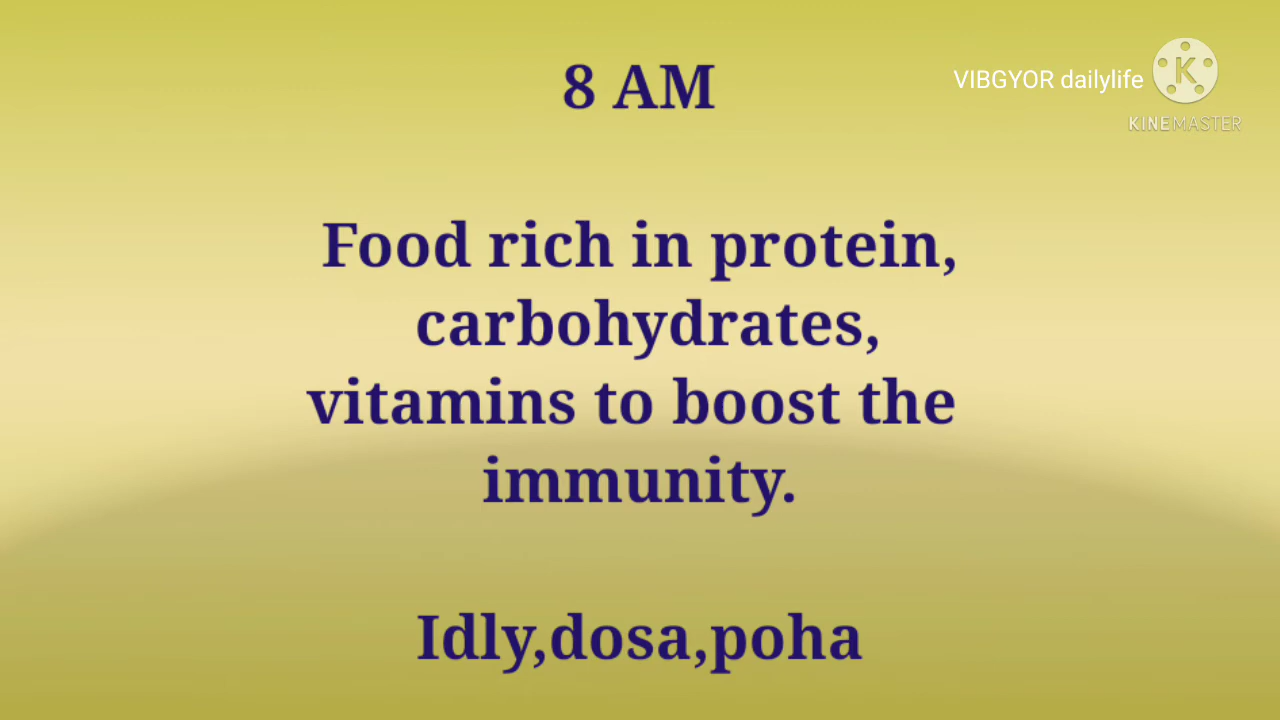 8 AM
VIBGYOR dailylife
K
KINEMASTER
Food rich in protein,
carbohydrates,
vitamins to boost the
immunity.
Idly,dosa,poha